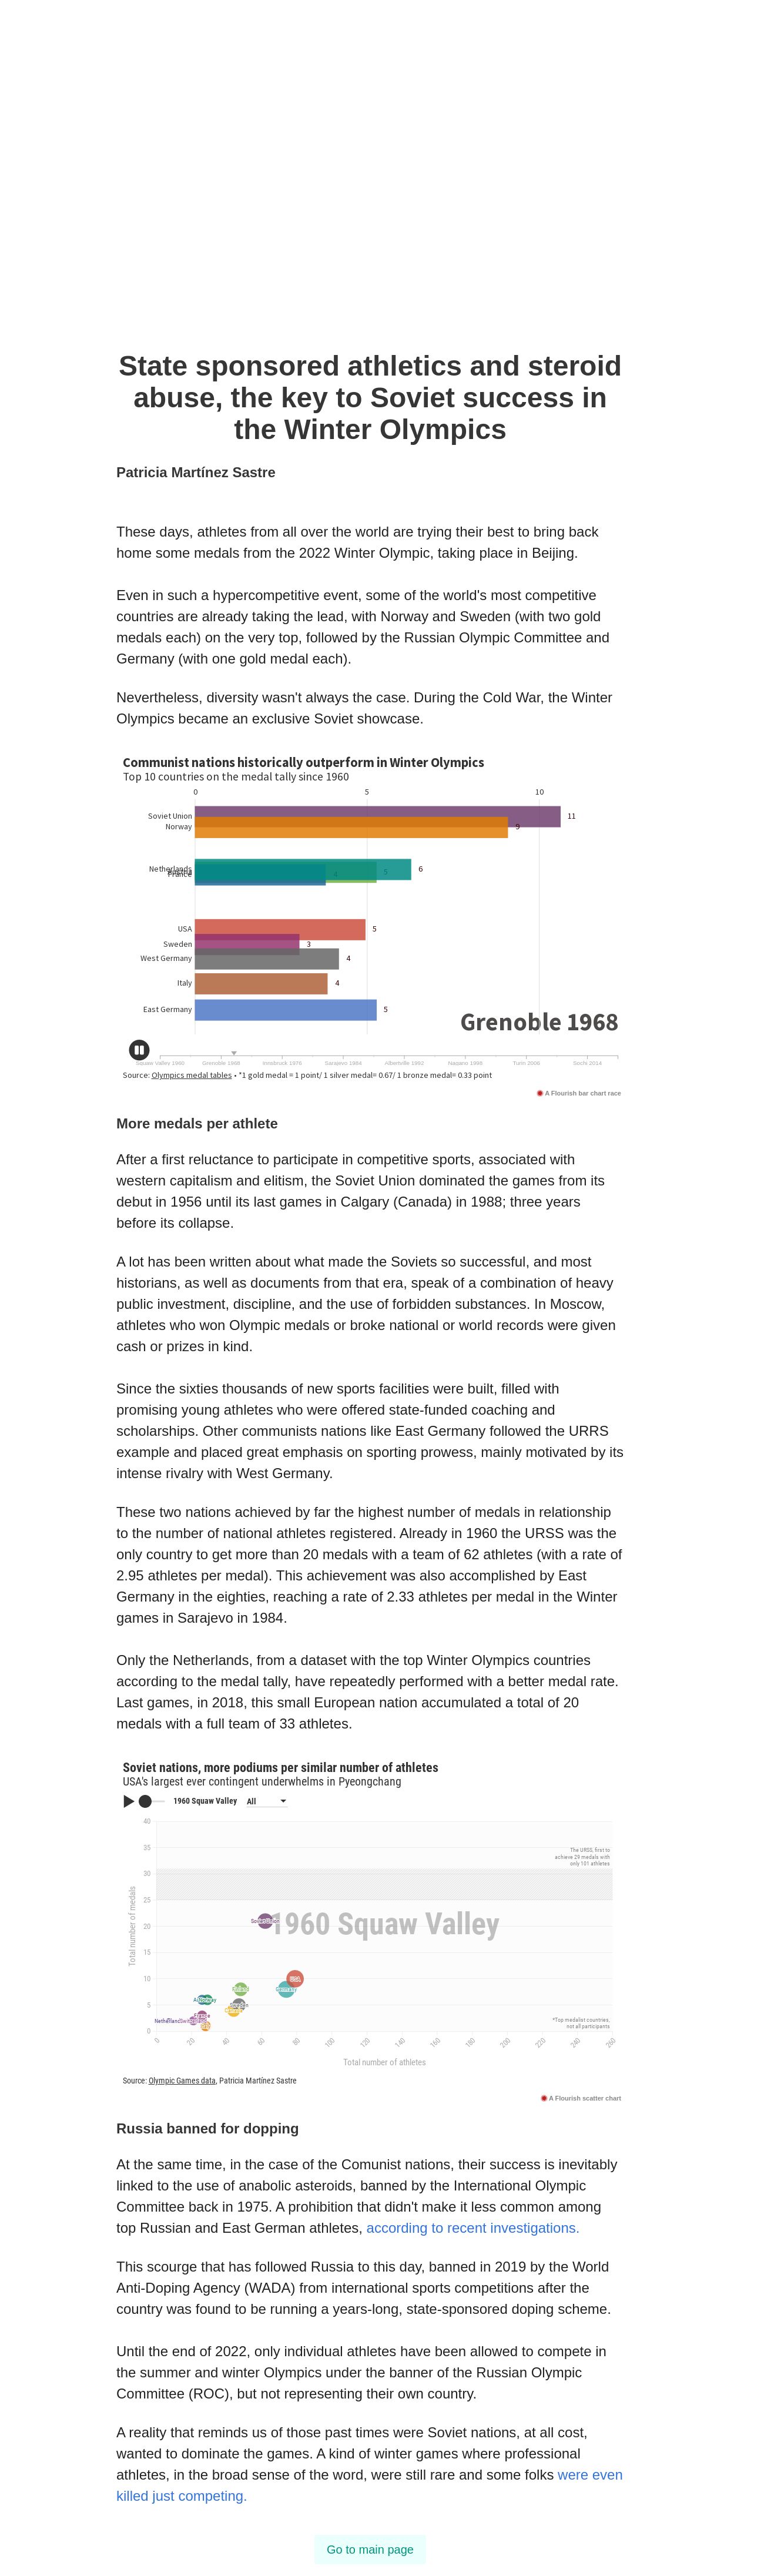 State sponsored athletics and steroid
abuse, the key to Soviet success in
the Winter Olympics
Patricia Martínez Sastre
These days, athletes from all over the world are trying their best to bring back
home some medals from the 2022 Winter Olympic, taking place in Beijing.
Even in such a hypercompetitive event, some of the world's most competitive
countries are already taking the lead, with Norway and Sweden (with two gold
medals each) on the very top, followed by the Russian Olympic Committee and
Germany (with one gold medal each).
Nevertheless, diversity wasn't always the case. During the Cold War, the Winter
Olympics became an exclusive Soviet showcase.
Communist nations historically outperform in Winter Olympics
Top 10 countries on the medal tally since 1960
0 5 10
Soviet Union 11
Norway 9
Netherlands 6
France
USA 5
Sweden 3
West Germany 4
Italy 4
East Germany 5
Grenoble 1968
Squaw Valley 1960 Grenoble 1968 Innsbruck 1976 Sarajevo 1984 Albertville 1992 Nagano 1998 Turin 2006 Sochi 2014
Source: Olympics medal tables • *1 gold medal = 1 point/ 1 silver medal= 0.67/ 1 bronze medal= 0.33 point
A Flourish bar chart race
More medals per athlete
After a first reluctance to participate in competitive sports, associated with
western capitalism and elitism, the Soviet Union dominated the games from its
debut in 1956 until its last games in Calgary (Canada) in 1988; three years
before its collapse.
A lot has been written about what made the Soviets so successful, and most
historians, as well as documents from that era, speak of a combination of heavy
public investment, discipline, and the use of forbidden substances. In Moscow,
athletes who won Olympic medals or broke national or world records were given
cash or prizes in kind.
Since the sixties thousands of new sports facilities were built, filled with
promising young athletes who were offered state-funded coaching and
scholarships. Other communists nations like East Germany followed the URRS
example and placed great emphasis on sporting prowess, mainly motivated by its
intense rivalry with West Germany.
These two nations achieved by far the highest number of medals in relationship
to the number of national athletes registered. Already in 1960 the URSS was the
only country to get more than 20 medals with a team of 62 athletes (with a rate of
2.95 athletes per medal). This achievement was also accomplished by East
Germany in the eighties, reaching a rate of 2.33 athletes per medal in the Winter
games in Sarajevo in 1984.
Only the Netherlands, from a dataset with the top Winter Olympics countries
according to the medal tally, have repeatedly performed with a better medal rate.
Last games, in 2018, this small European nation accumulated a total of 20
medals with a full team of 33 athletes.
Soviet nations, more podiums per similar number of athletes
USA's largest ever contingent underwhelms in Pyeongchang
1960 Squaw Valley All
40
35
The URSS, first to
achieve 29 medals with
only 101 athletes
30
25
1960 Squaw Valley
20
15
10
5
*Top medalist countries,
not all participants
0
0 20 40 60 80 100 120 140 160 180 200 220 240 260
Total number of medals
Total number of athletes
Source: Olympic Games data, Patricia Martínez Sastre
A Flourish scatter chart
Russia banned for dopping
At the same time, in the case of the Comunist nations, their success is inevitably
linked to the use of anabolic asteroids, banned by the International Olympic
Committee back in 1975. A prohibition that didn't make it less common among
top Russian and East German athletes, according to recent investigations.
This scourge that has followed Russia to this day, banned in 2019 by the World
Anti-Doping Agency (WADA) from international sports competitions after the
country was found to be running a years-long, state-sponsored doping scheme.
Until the end of 2022, only individual athletes have been allowed to compete in
the summer and winter Olympics under the banner of the Russian Olympic
Committee (ROC), but not representing their own country.
A reality that reminds us of those past times were Soviet nations, at all cost,
wanted to dominate the games. A kind of winter games where professional
athletes, in the broad sense of the word, were still rare and some folks were even
killed just competing.
Go to main page